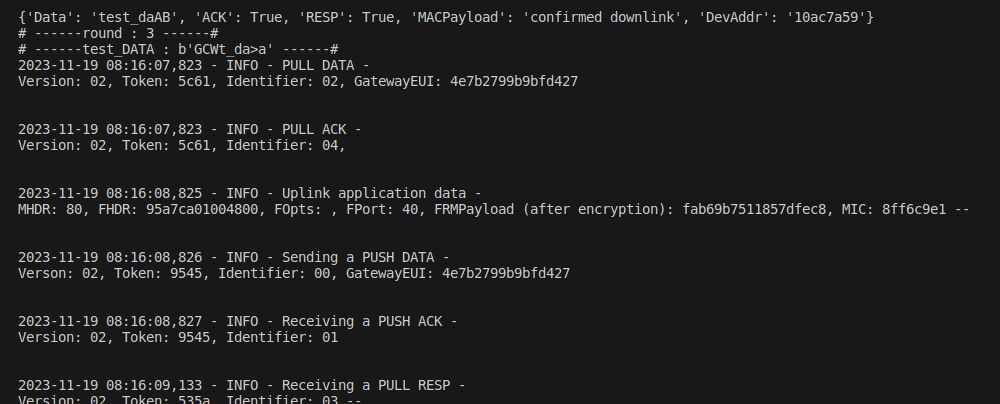 {'Data': 'test_daAB', 'ACK': True, 'RESP': True, 'MACPayload': 'confirmed downlink', 'DevAddr': '10ac7a59'}
# ------round : 3 ------#
# ------test_DATA : b'GCWt_da>a' ------#
2023-11-19 08:16:07,823 - INFO - PULL DATA -
Version: 02, Token: 5c61, Identifier: 02, GatewayEUI: 4e7b2799b9bfd427
2023-11-19 08:16:07,823 - INFO - PULL ACK -
Version: 02, Token: 5c61, Identifier: 04,
2023-11-19 08:16:08,825 - INFO - Uplink application data -
MHDR: 80, FHDR: 95a7ca01004800, FOpts: , FPort: 40, FRMPayload (after encryption): fab69b7511857dfec8, MIC: 8ff6c9e1 --
2023-11-19 08:16:08,826 - INFO - Sending a PUSH DATA -
Verson: 02, Token: 9545, Identifier: 00, GatewayEUI: 4e7b2799b9bfd427
2023-11-19 08:16:08,827 - INFO - Receiving a PUSH ACK -
Version: 02, Token: 9545, Identifier: 01
2023-11-19 08:16:09,133 - INFO - Receiving a PULL RESP -
Version: 02, Token: 535a, Identifier: 03 --